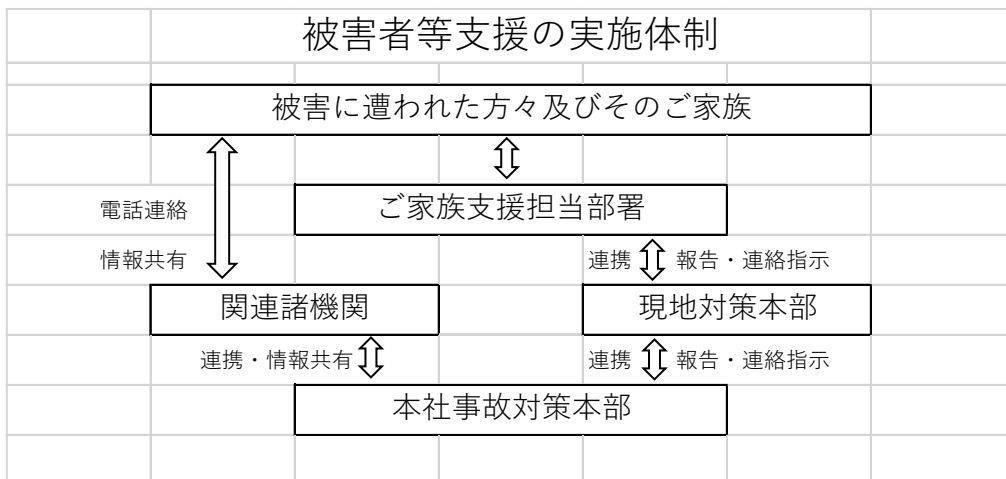 被害者等支援の実施体制
被害に遭われた方々及びそのご家族
電話連絡
ご家族支援担当部署
情報共有
連携 報告・連絡指示
関連諸機関
現地対策本部
連携・情報共有
連携 報告・連絡指示
本社事故対策本部